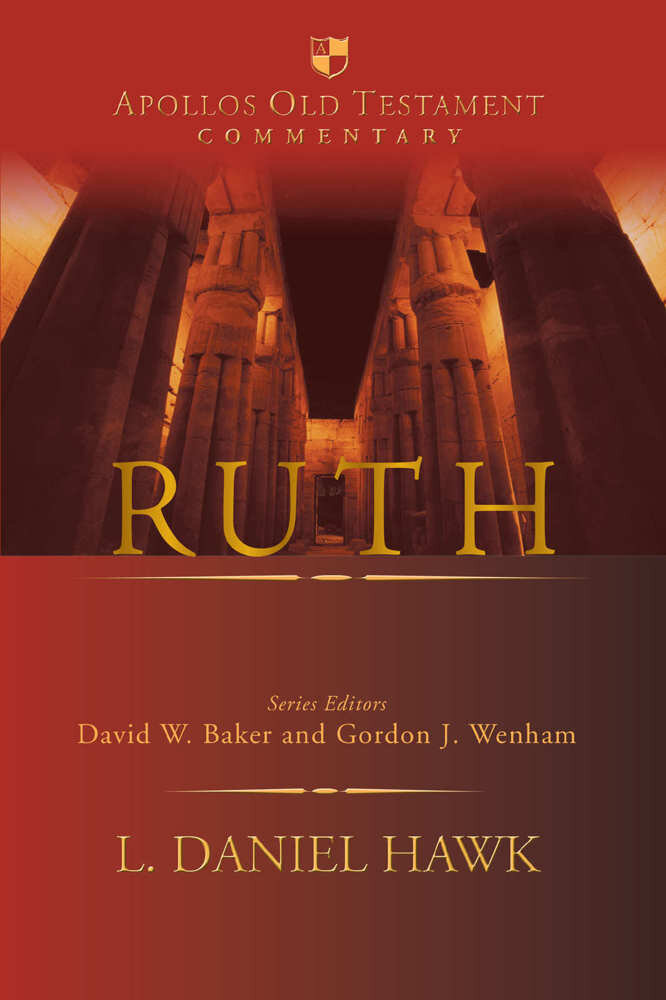 A
APOLLOS OLD TESTAMENT
COMMENTARY
RUTH
Series Editors
David W. Baker and Gordon J. Wenham
L. DANIEL HAWK